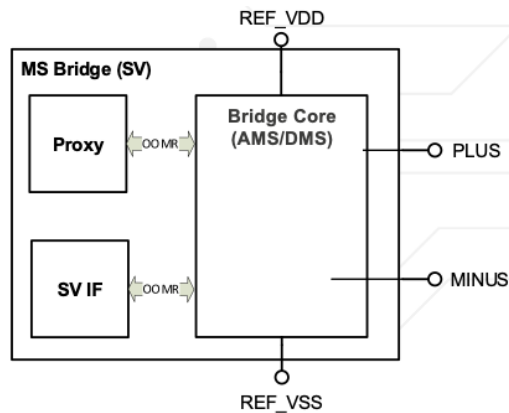 REF_VDD
MS Bridge (SV)
Bridge Core
(AMS/DMS)
Proxy
OOMR
PLUS
SV IF
OOMR
MINUS
REF_VSS